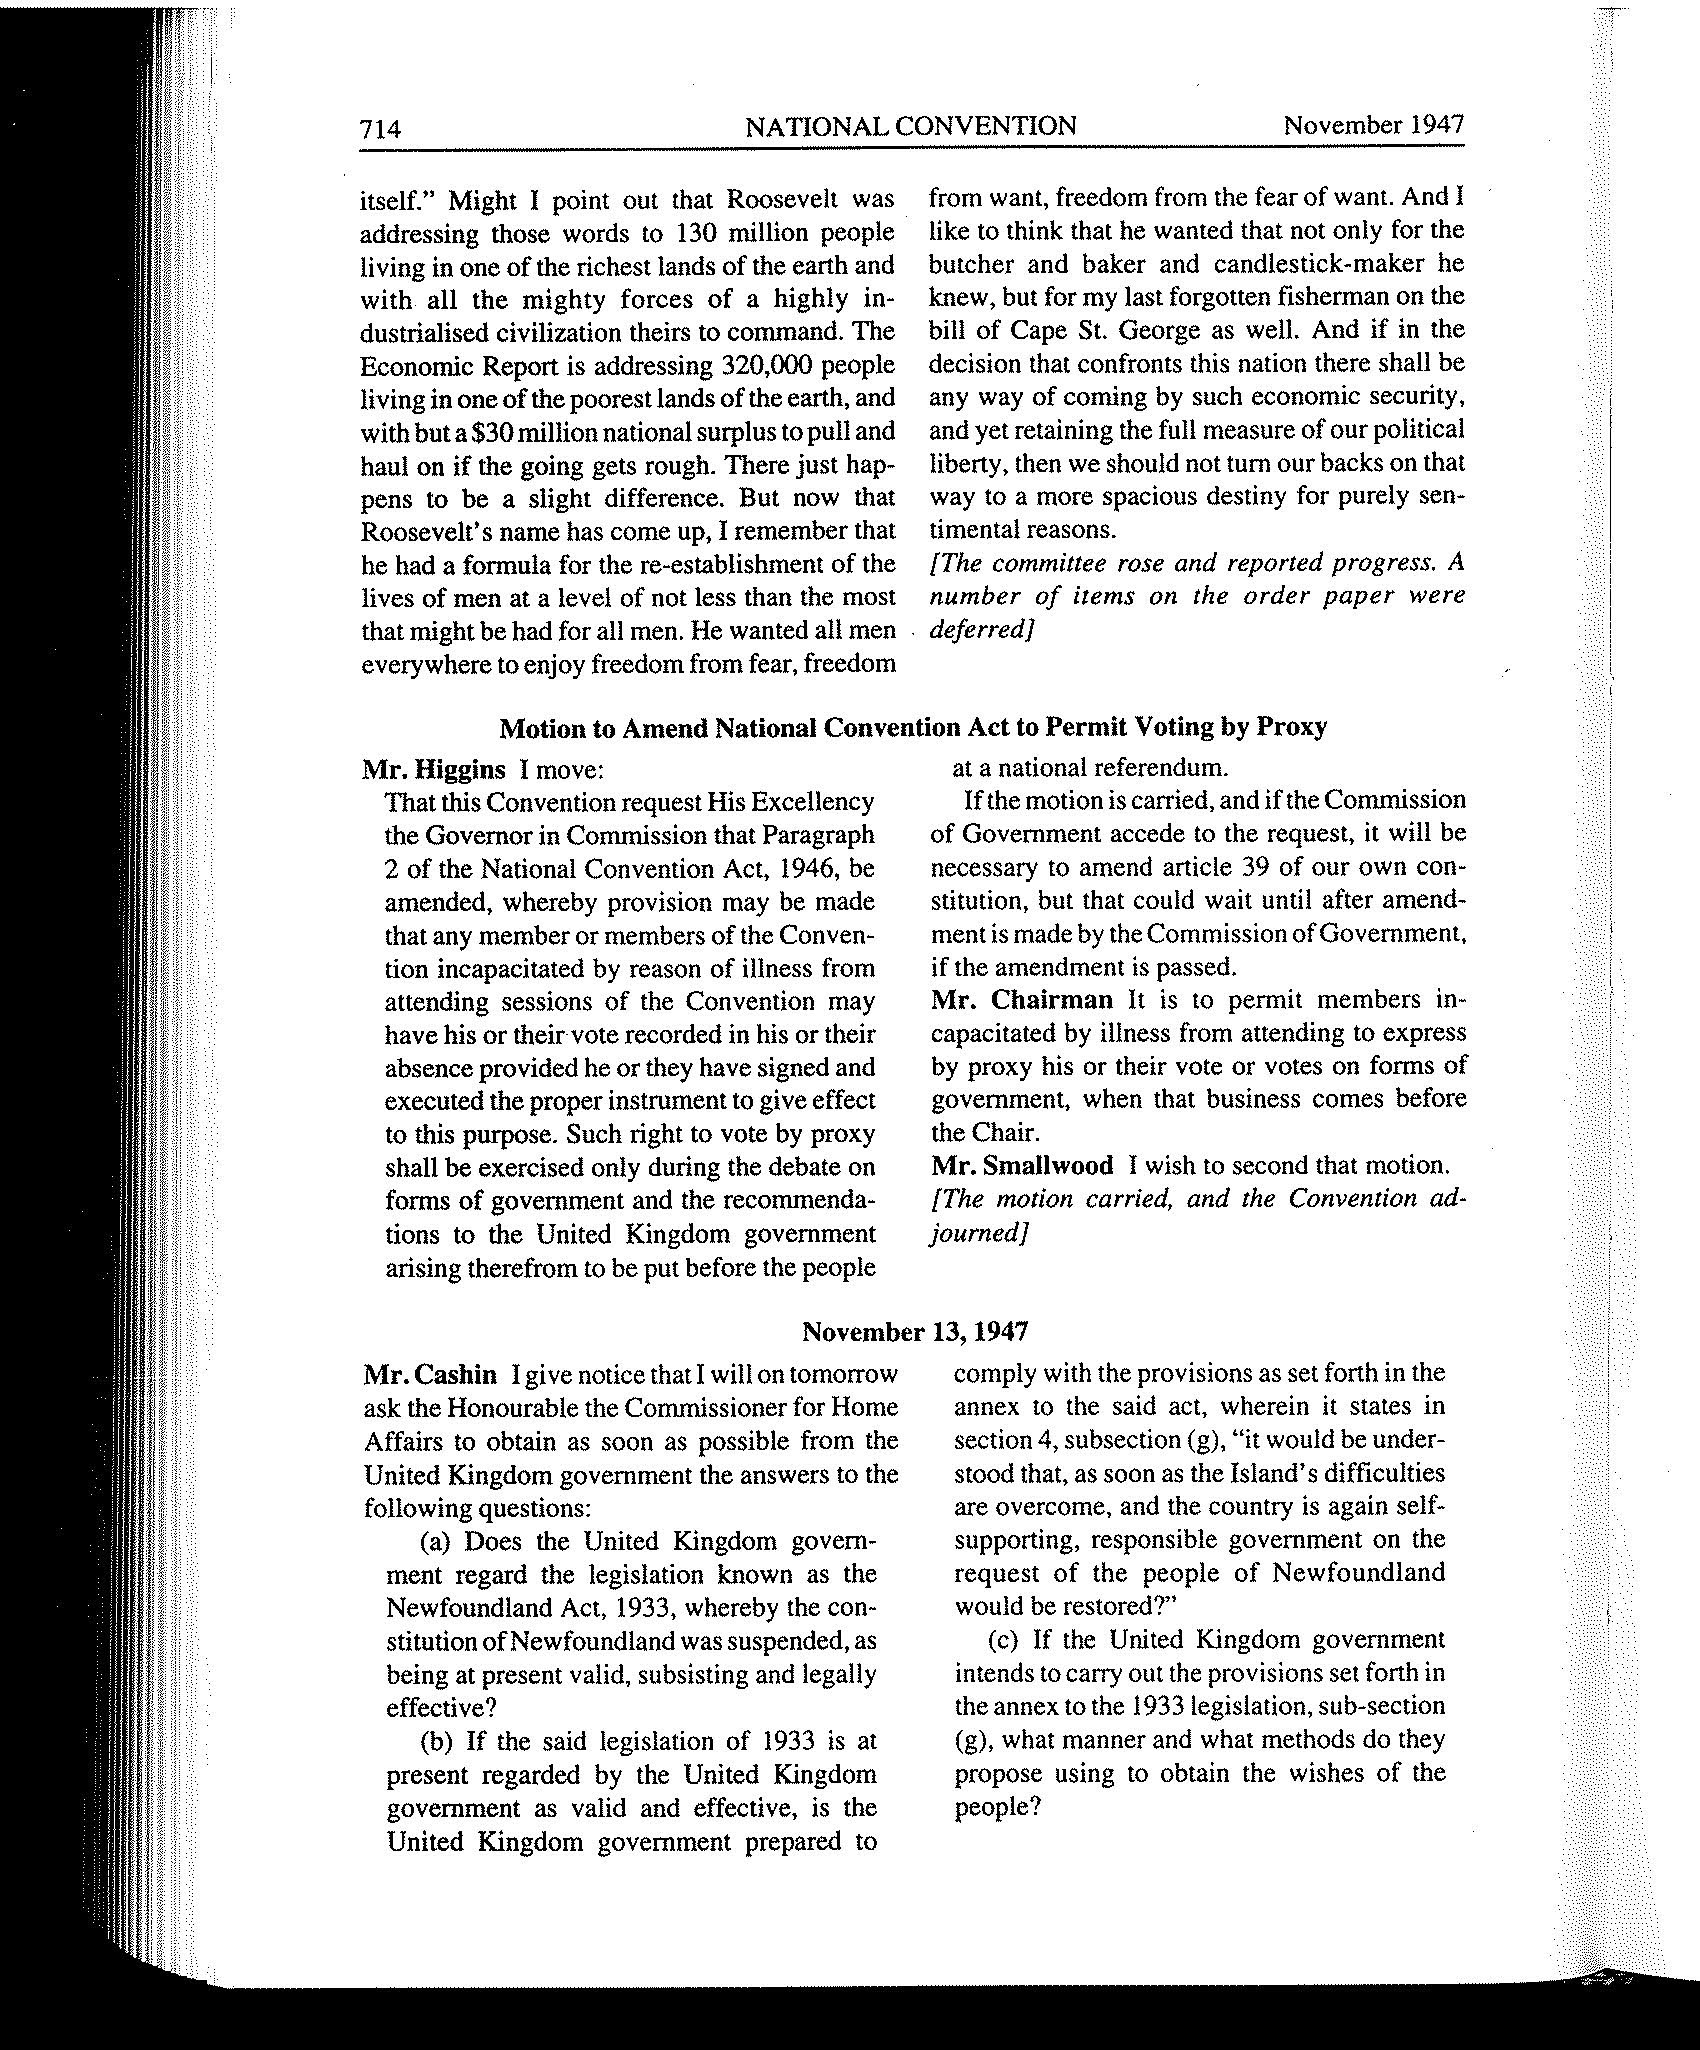 714 NATIONAL CONVENTION November 1947
itself.” Might I point out that Roosevelt was
addressing those words to 130 million people
living in one of the richest lands of the earth and
with all the mighty forces of a highly in-
dustrialised civilization theirs to command. The
Economic Report is addressing 320,000 people
living in one of the poorest lands of the earth, and
with but a $30 million national surplus to pull and
haul on if the going gets rough. There just hap-
pens to be a slight difference. But now that
Roosevelt's name has come up, I remember that
he had a formula for the re-establishment of the
lives of men at a level of not less than the most
that might be had for all men. He wanted all men
everywhere to enjoy freedom from fear, freedom
from want, freedom from the fear of want. And I
like to think that he wanted that not only for the
butcher and baker and candlestick-maker he
knew, but for my last forgotten fisherman on the
bill of Cape St. George as well. And if in the
decision that confronts this nation there shall be
any way of coming by such economic security,
and yet retaining the full measure of our political
liberty, then we should not turn our backs on that
way to a more spacious destiny for purely sen-
timental reasons.
[The committee rose and reported progress. A
number of items on the order paper were
deferred]
Motion to Amend National Convention Act to Permit Voting by Proxy
Mr. Higgins I move:
That this Convention request His Excellency
the Governor in Commission that Paragraph
2 of the National Convention Act, 1946, be
amended, whereby provision may be made
that any member or members of the Conven-
tion incapacitated by reason of illness from
attending sessions of the Convention may
have his or their vote recorded in his or their
absence provided he or they have signed and
executed the proper instrument to give effect
to this purpose. Such right to vote by proxy
shall be exercised only during the debate on
forms of government and the recommenda-
tions to the United Kingdom government
arising therefrom to be put before the people
at a national referendum.
If the motion is carried, and if the Commission
of Government accede to the request, it will be
necessary to amend article 39 of our own con-
stitution, but that could wait until after amend-
ment is made by the Commission of Government,
if the amendment is passed.
Mr. Chairman It is to permit members in-
capacitated by illness from attending to express
by proxy his or their vote or votes on forms of
government, when that business comes before
the Chair.
Mr. Smallwood I wish to second that motion.
[The motion carried, and the Convention ad-
journed]
November 13, 1947
Mr. Cashin I give notice that I will on tomorrow
ask the Honourable the Commissioner for Home
Affairs to obtain as soon as possible from the
United Kingdom government the answers to the
following questions:
(a) Does the United Kingdom govern-
ment regard the legislation known as the
Newfoundland Act, 1933, whereby the con-
stitution of Newfoundland was suspended, as
being at present valid, subsisting and legally
effective?
(b) If the said legislation of 1933 is at
present regarded by the United Kingdom
government as valid and effective, is the
United Kingdom government prepared to
comply with the provisions as set forth in the
annex to the said act, wherein it states in
section 4, subsection (g), “it would be under-
stood that, as soon as the Island's difficulties
are overcome, and the country is again self-
supporting, responsible government on the
request of the people of Newfoundland
would be restored?”
(c) If the United Kingdom government
intends to carry out the provisions set forth in
the annex to the 1933 legislation, sub-section
(g), what manner and what methods do they
propose using to obtain the wishes of the
people?